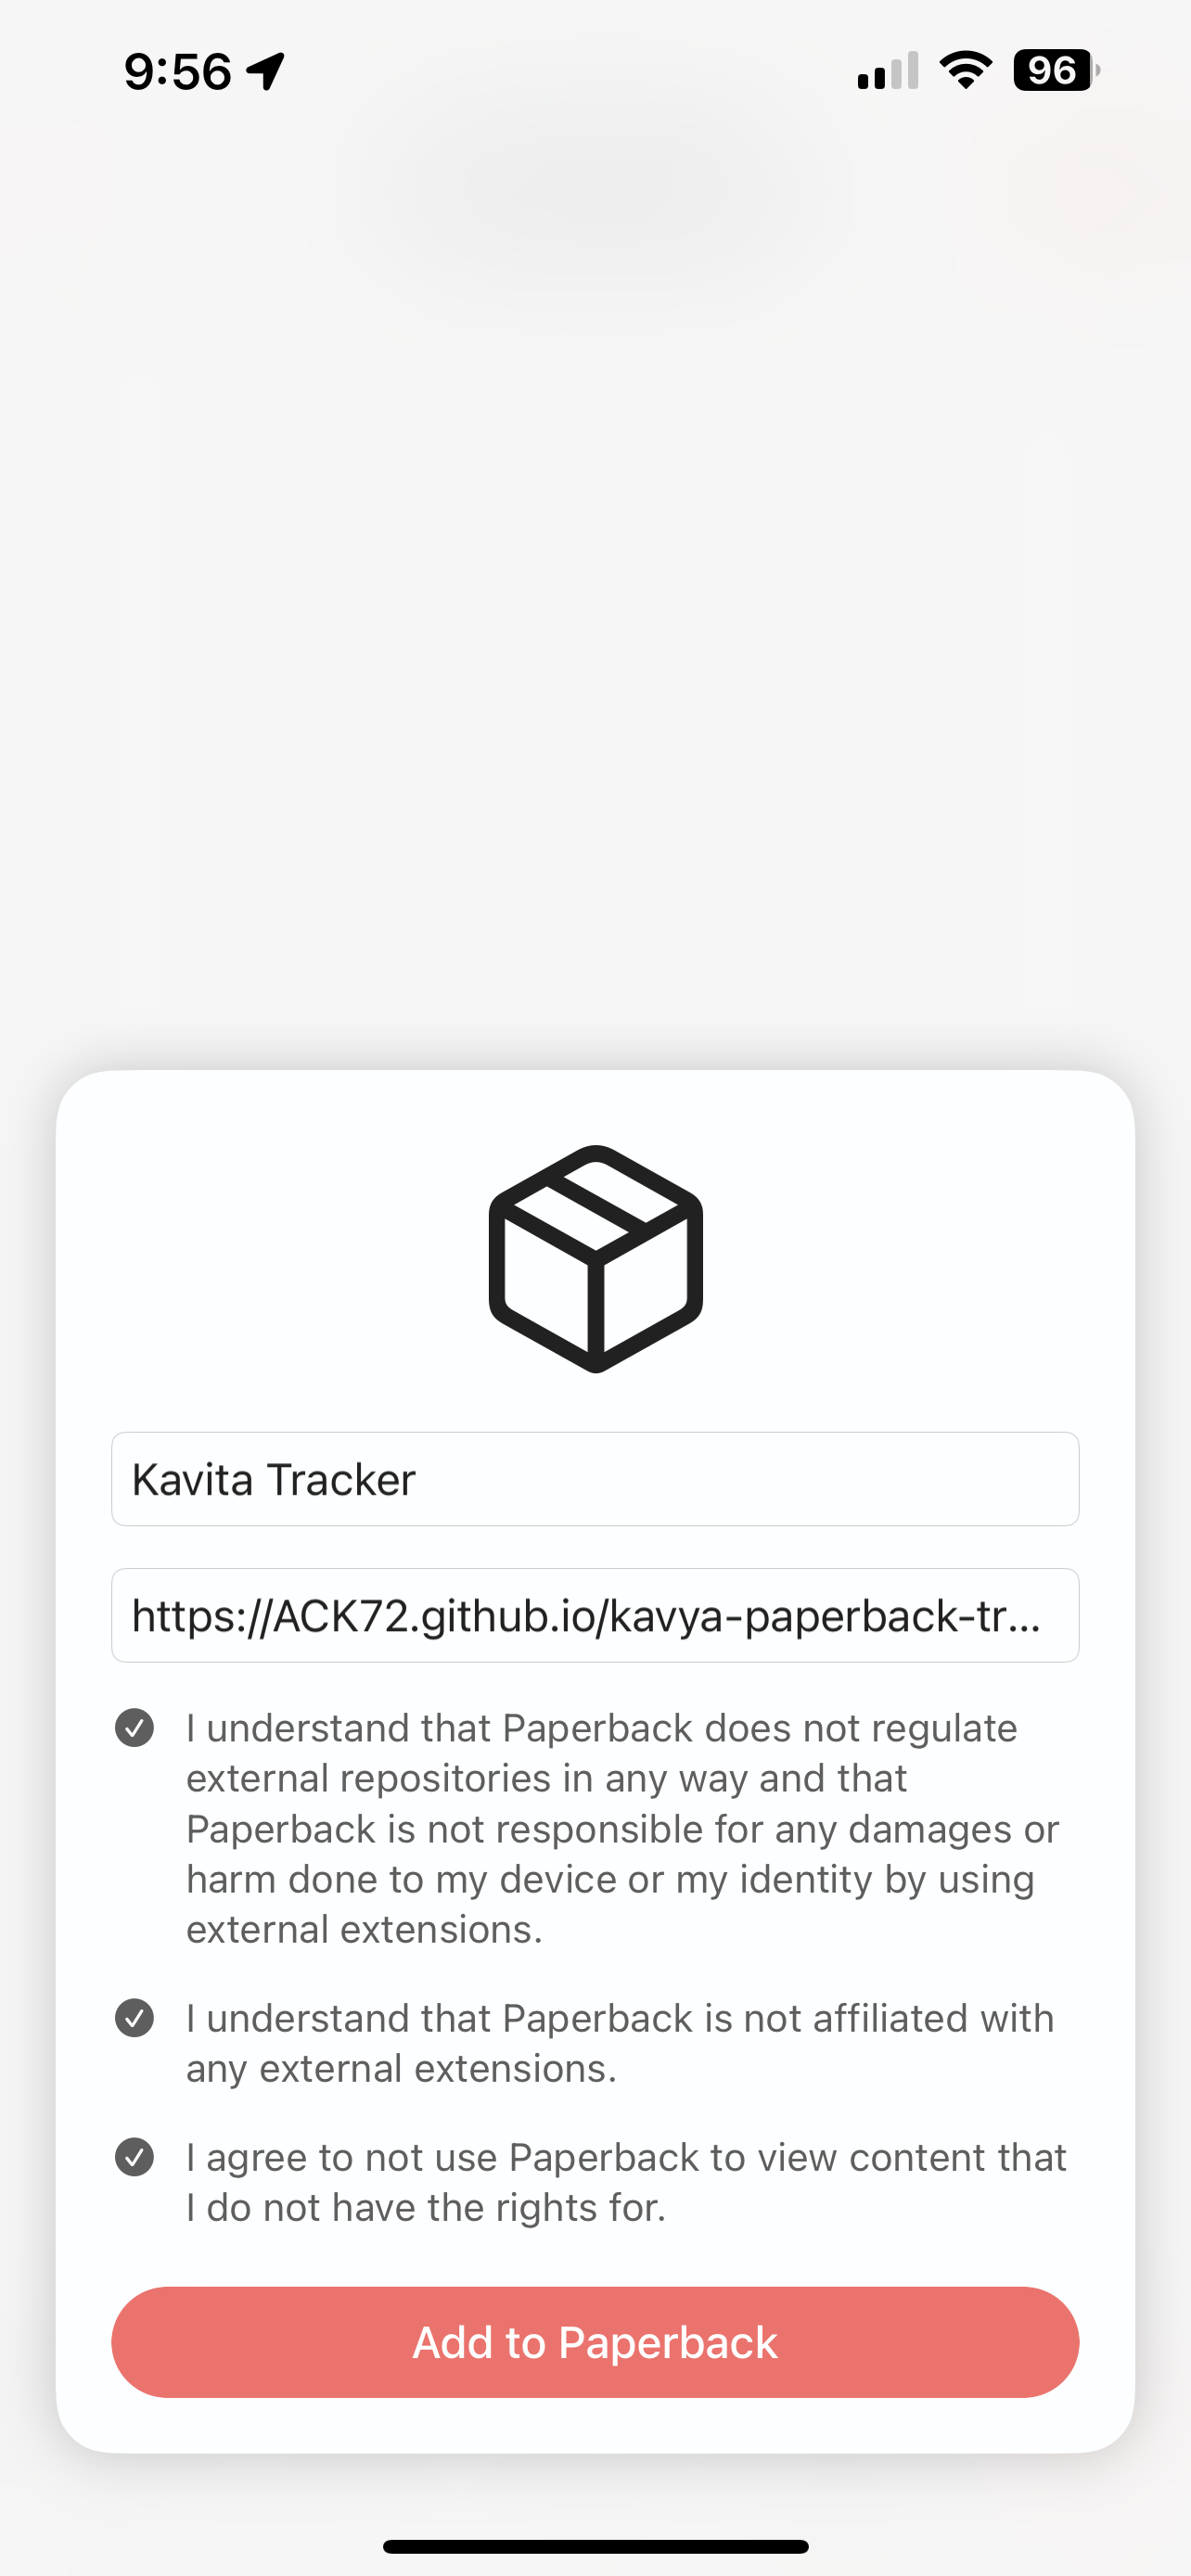 9:56
96
Kavita Tracker
https://ACK72.github.io/kavya-paperback-tr...
I understand that Paperback does not regulate
external repositories in any way and that
Paperback is not responsible for any damages or
harm done to my device or my identity by using
external extensions.
I understand that Paperback is not affiliated with
any external extensions.
I agree to not use Paperback to view content that
I do not have the rights for.
Add to Paperback